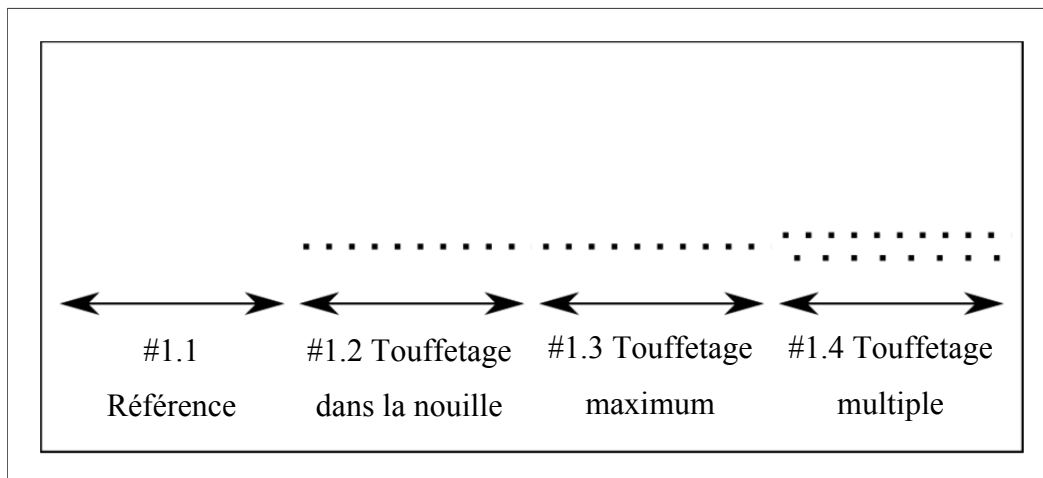 #1.1
Référence
#1.2 Touffetage
dans la nouille
#1.3 Touffetage
maximum
#1.4 Touffetage
multiple